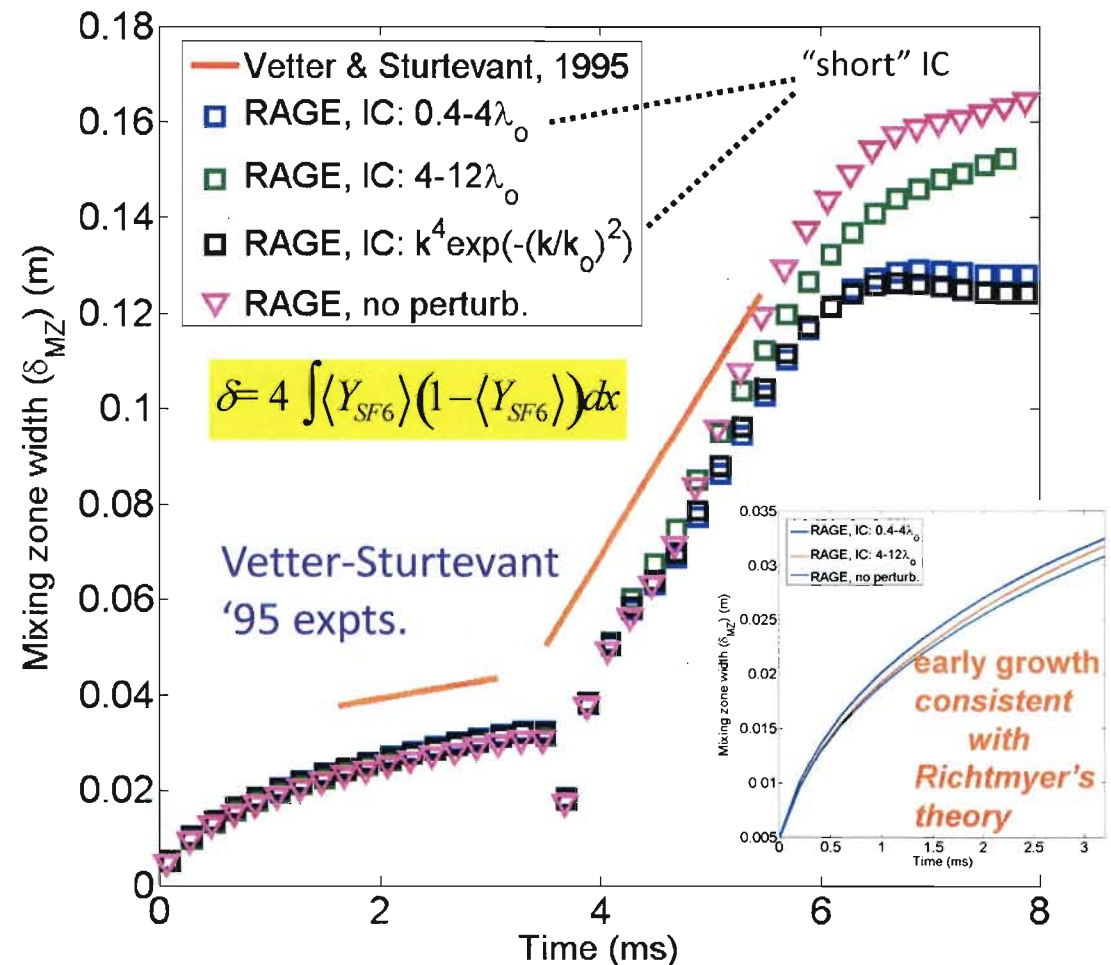 0.18
0.16
0.14
0.12
0.1
0.08
0.06
0.04
0.02
0
Mixing zone width (δMZ) (m)
Vetter & Sturtevant, 1995
RAGE, IC: 0.4-4λo
RAGE, IC: 4-12λo
RAGE, IC: k^4exp(-(k/ko)^2)
RAGE, no perturb.
"short" IC
δ= 4 ∫⟨Y_SF6⟩(1-⟨Y_SF6⟩)dx
Vetter-Sturtevant
'95 expts.
0 2 4 6 8
Time (ms)
0.035
0.03
0.025
0.02
0.015
0.01
0.005
Mixing zone width (δMZ) (m)
RAGE, IC: 0.4-4λo
RAGE, IC: 4-12λo
RAGE, no perturb.
early growth
consistent
with
Richtmyer's
theory
0 0.5 1 1.5 2 2.5 3
Time (ms)